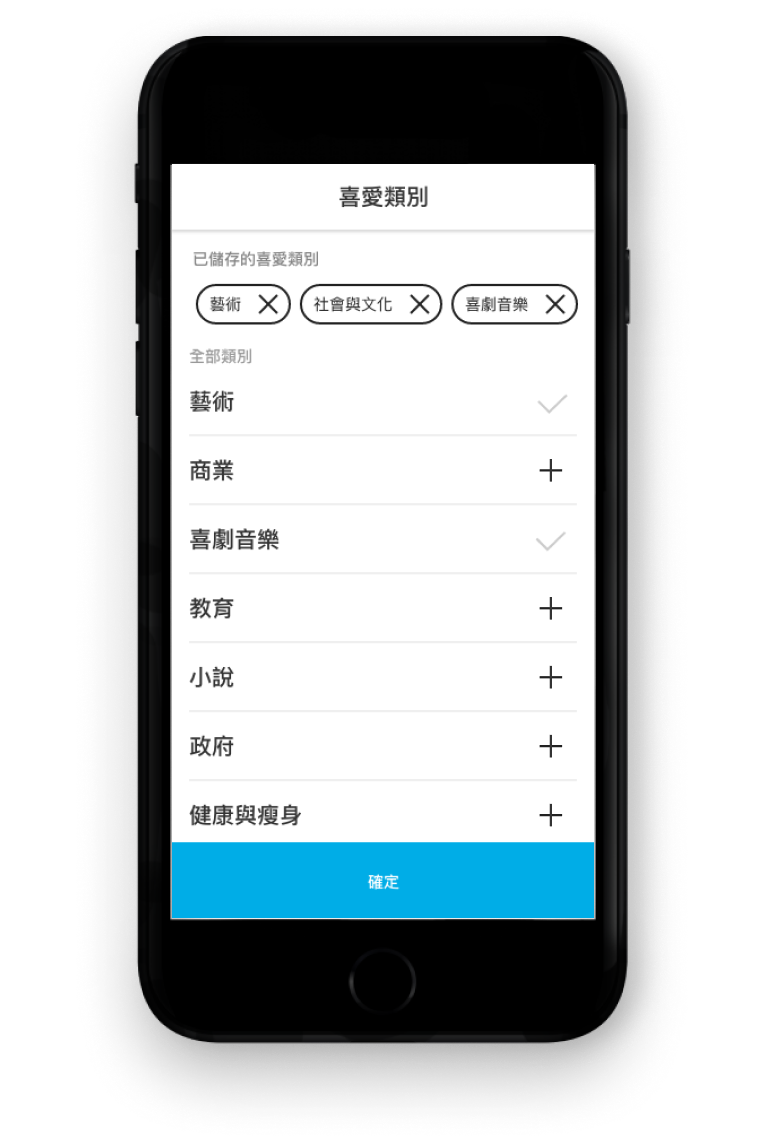 喜愛類別
已儲存的喜愛類別
藝術 社會與文化 喜劇音樂
全部類別
藝術
商業
喜劇音樂
教育
小說
政府
健康與瘦身
確定